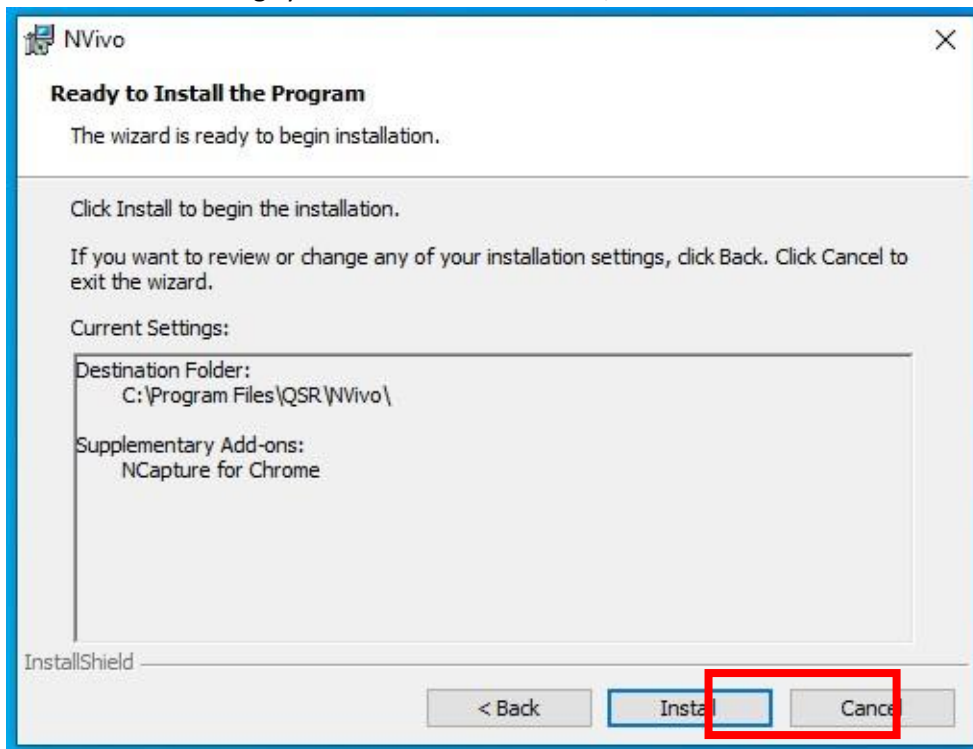 NVivo
Ready to Install the Program
The wizard is ready to begin installation.
Click Install to begin the installation.
If you want to review or change any of your installation settings, click Back. Click Cancel to
exit the wizard.
Current Settings:
Destination Folder:
C:\Program Files\QSR\NVivo\
Supplementary Add-ons:
NCapture for Chrome
InstallShield
< Back Install Cancel